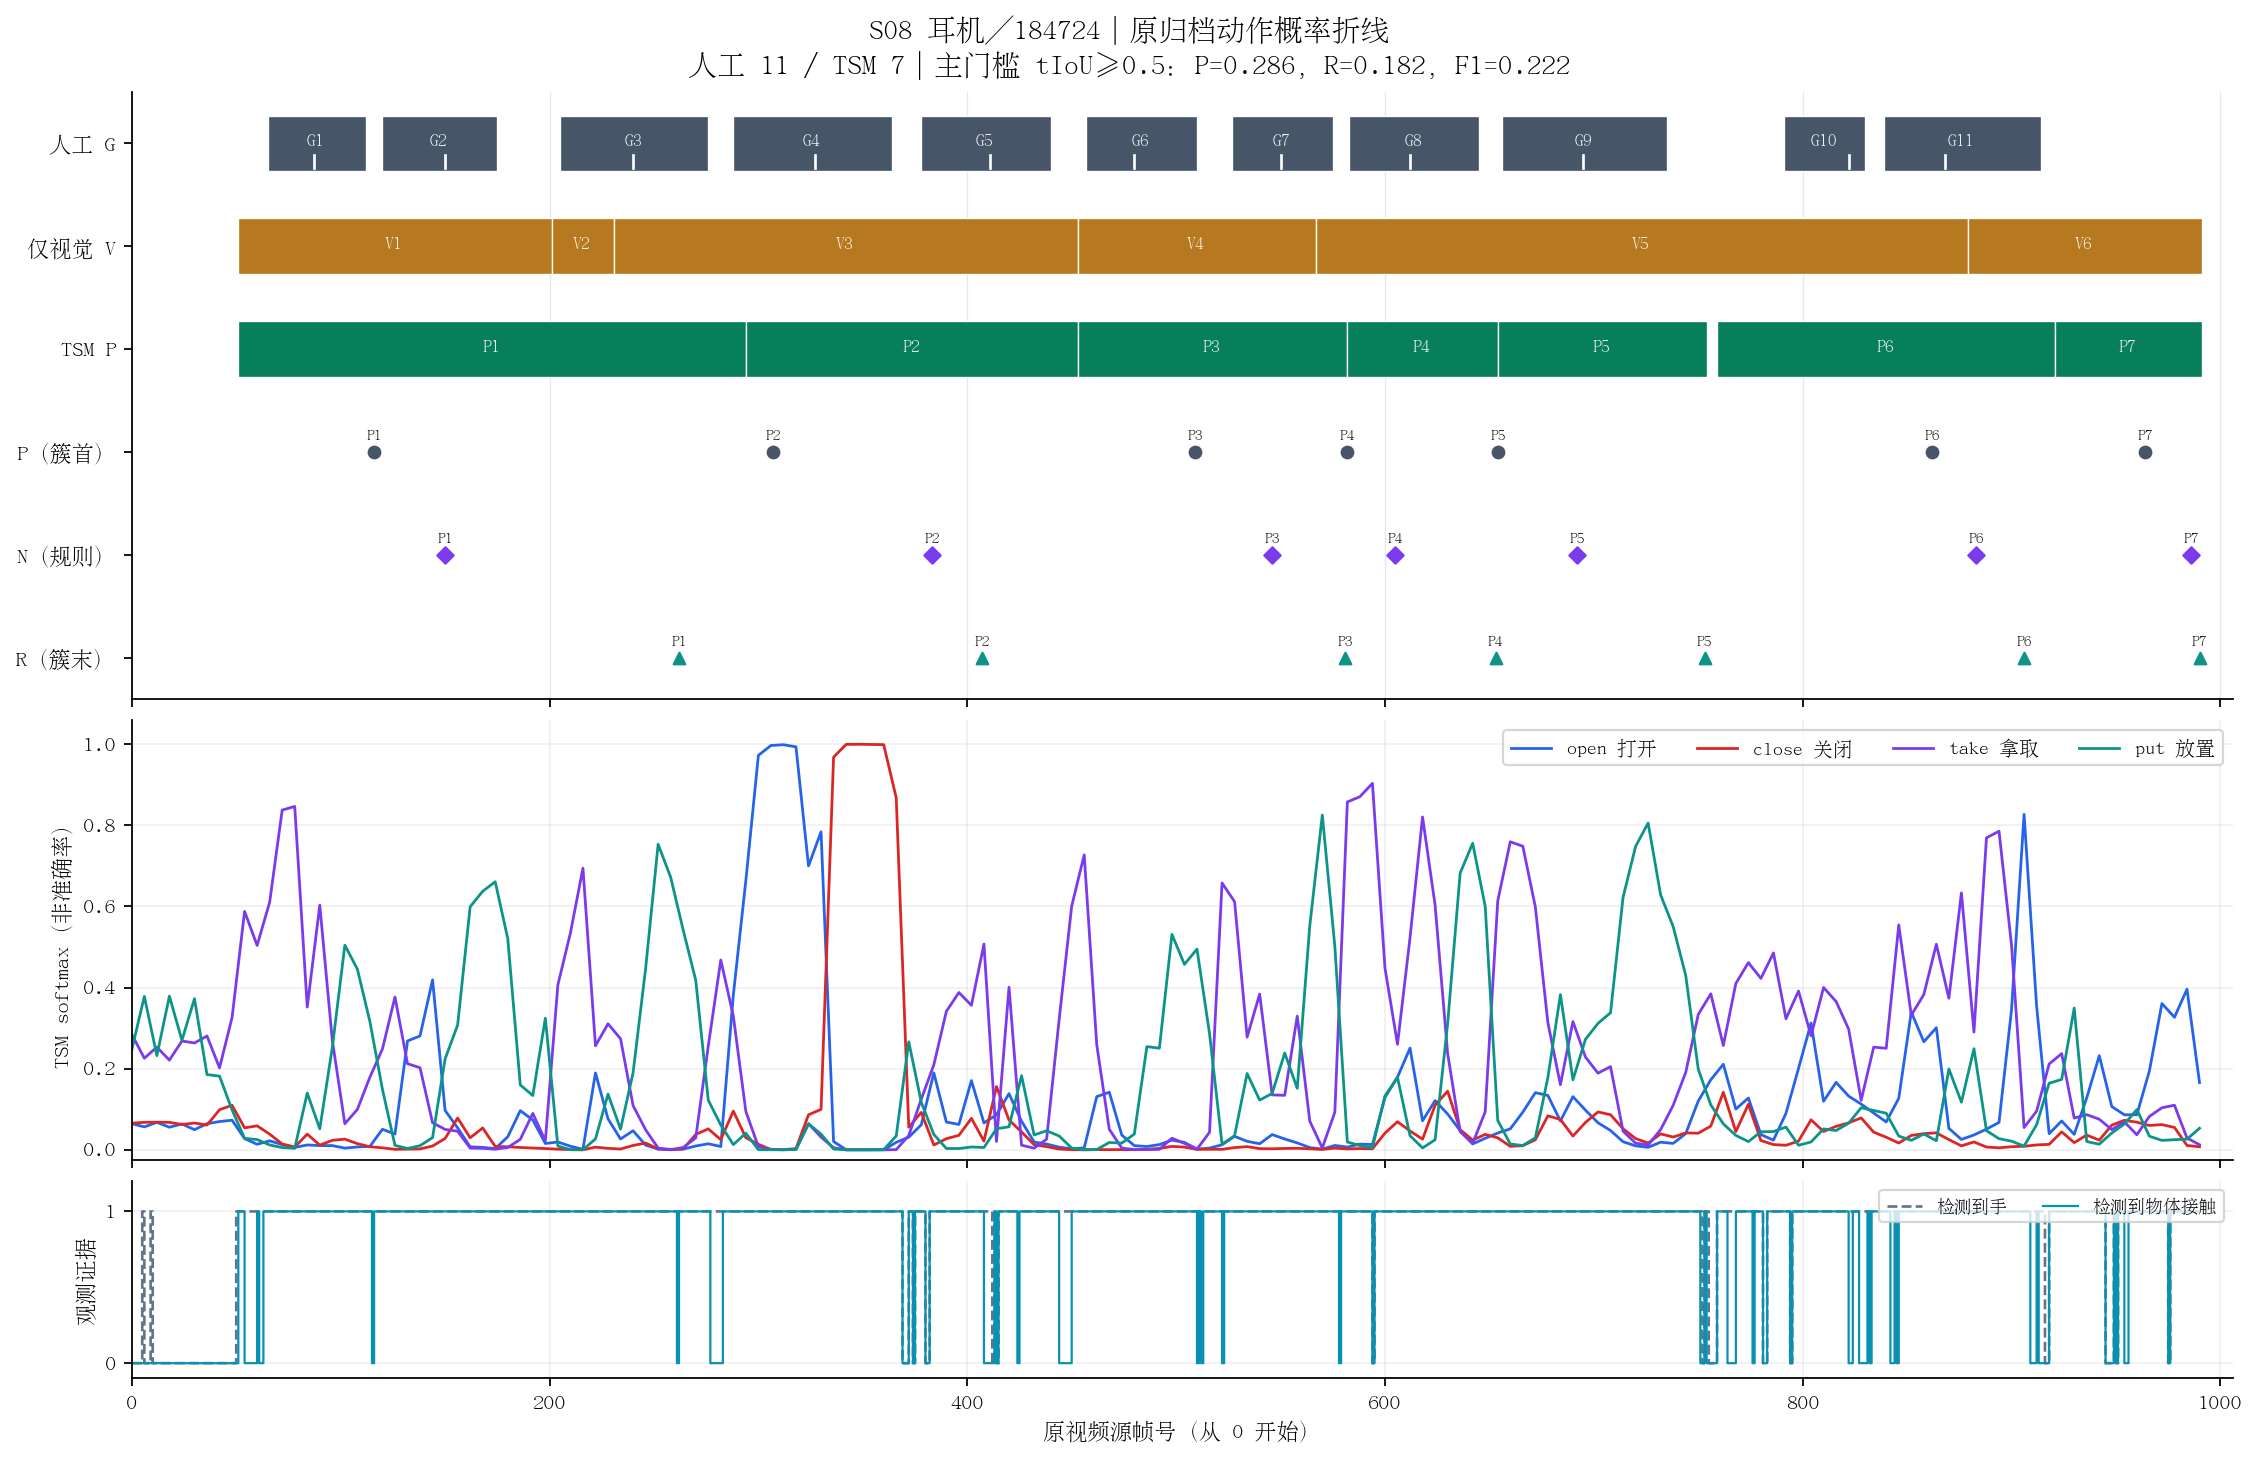 S08 耳机／184724｜原归档动作概率折线
人工 11 / TSM 7｜主门槛 tIoU≥0.5：P=0.286, R=0.182, F1=0.222
人工 G
G1 G2 G3 G4 G5 G6 G7 G8 G9 G10 G11
仅视觉 V
V1 V2 V3 V4 V5 V6
TSM P
P1 P2 P3 P4 P5 P6 P7
P（簇首）
P1 P2 P3 P4 P5 P6 P7
N（规则）
P1 P2 P3 P4 P5 P6 P7
R（簇末）
P1 P2 P3 P4 P5 P6 P7
TSM softmax（非准确率）
1.0
0.8
0.6
0.4
0.2
0.0
open 打开 close 关闭 take 拿取 put 放置
观测证据
1
0
检测到手 检测到物体接触
0 200 400 600 800 1000
原视频源帧号（从 0 开始）